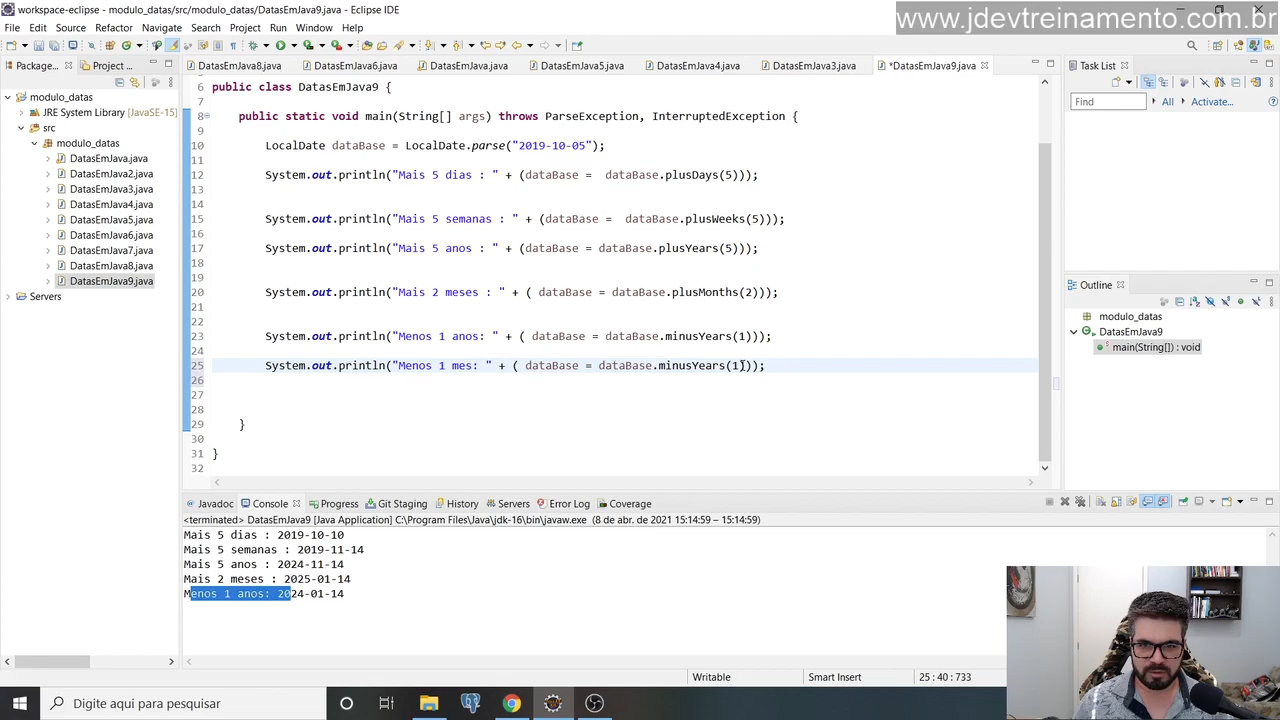 workspace-eclipse - modulo_datas/src/modulo_datas/DatasEmJava9.java - Eclipse IDE
www.jdevtreinamento.com.br
File Edit Source Refactor Navigate Search Project Run Window Help
Package... Project ...
DatasEmJava8.java DatasEmJava6.java DatasEmJava.java DatasEmJava5.java DatasEmJava4.java DatasEmJava3.java *DatasEmJava9.java
Task List
Find All Activate...
modulo_datas
JRE System Library [JavaSE-15]
src
modulo_datas
DatasEmJava.java
DatasEmJava2.java
DatasEmJava3.java
DatasEmJava4.java
DatasEmJava5.java
DatasEmJava6.java
DatasEmJava7.java
DatasEmJava8.java
DatasEmJava9.java
Servers
6 public class DatasEmJava9 {
7
8 public static void main(String[] args) throws ParseException, InterruptedException {
9
10 LocalDate dataBase = LocalDate.parse("2019-10-05");
11
12 System.out.println("Mais 5 dias : " + (dataBase =  dataBase.plusDays(5)));
13
14
15 System.out.println("Mais 5 semanas : " + (dataBase =  dataBase.plusWeeks(5)));
16
17 System.out.println("Mais 5 anos : " + (dataBase = dataBase.plusYears(5)));
18
19
20 System.out.println("Mais 2 meses : " + ( dataBase = dataBase.plusMonths(2)));
21
22
23 System.out.println("Menos 1 anos: " + ( dataBase = dataBase.minusYears(1)));
24
25 System.out.println("Menos 1 mes: " + ( dataBase = dataBase.minusYears(1)));
26
27
28
29 }
30
31 }
32
Outline
modulo_datas
DatasEmJava9
main(String[]) : void
Javadoc Console Progress Git Staging History Servers Error Log Coverage
<terminated> DatasEmJava9 [Java Application] C:\Program Files\Java\jdk-16\bin\javaw.exe (8 de abr. de 2021 15:14:59 – 15:14:59)
Mais 5 dias : 2019-10-10
Mais 5 semanas : 2019-11-14
Mais 5 anos : 2024-11-14
Mais 2 meses : 2025-01-14
Menos 1 anos: 2024-01-14
Writable Smart Insert 25 : 40 : 733
Digite aqui para pesquisar